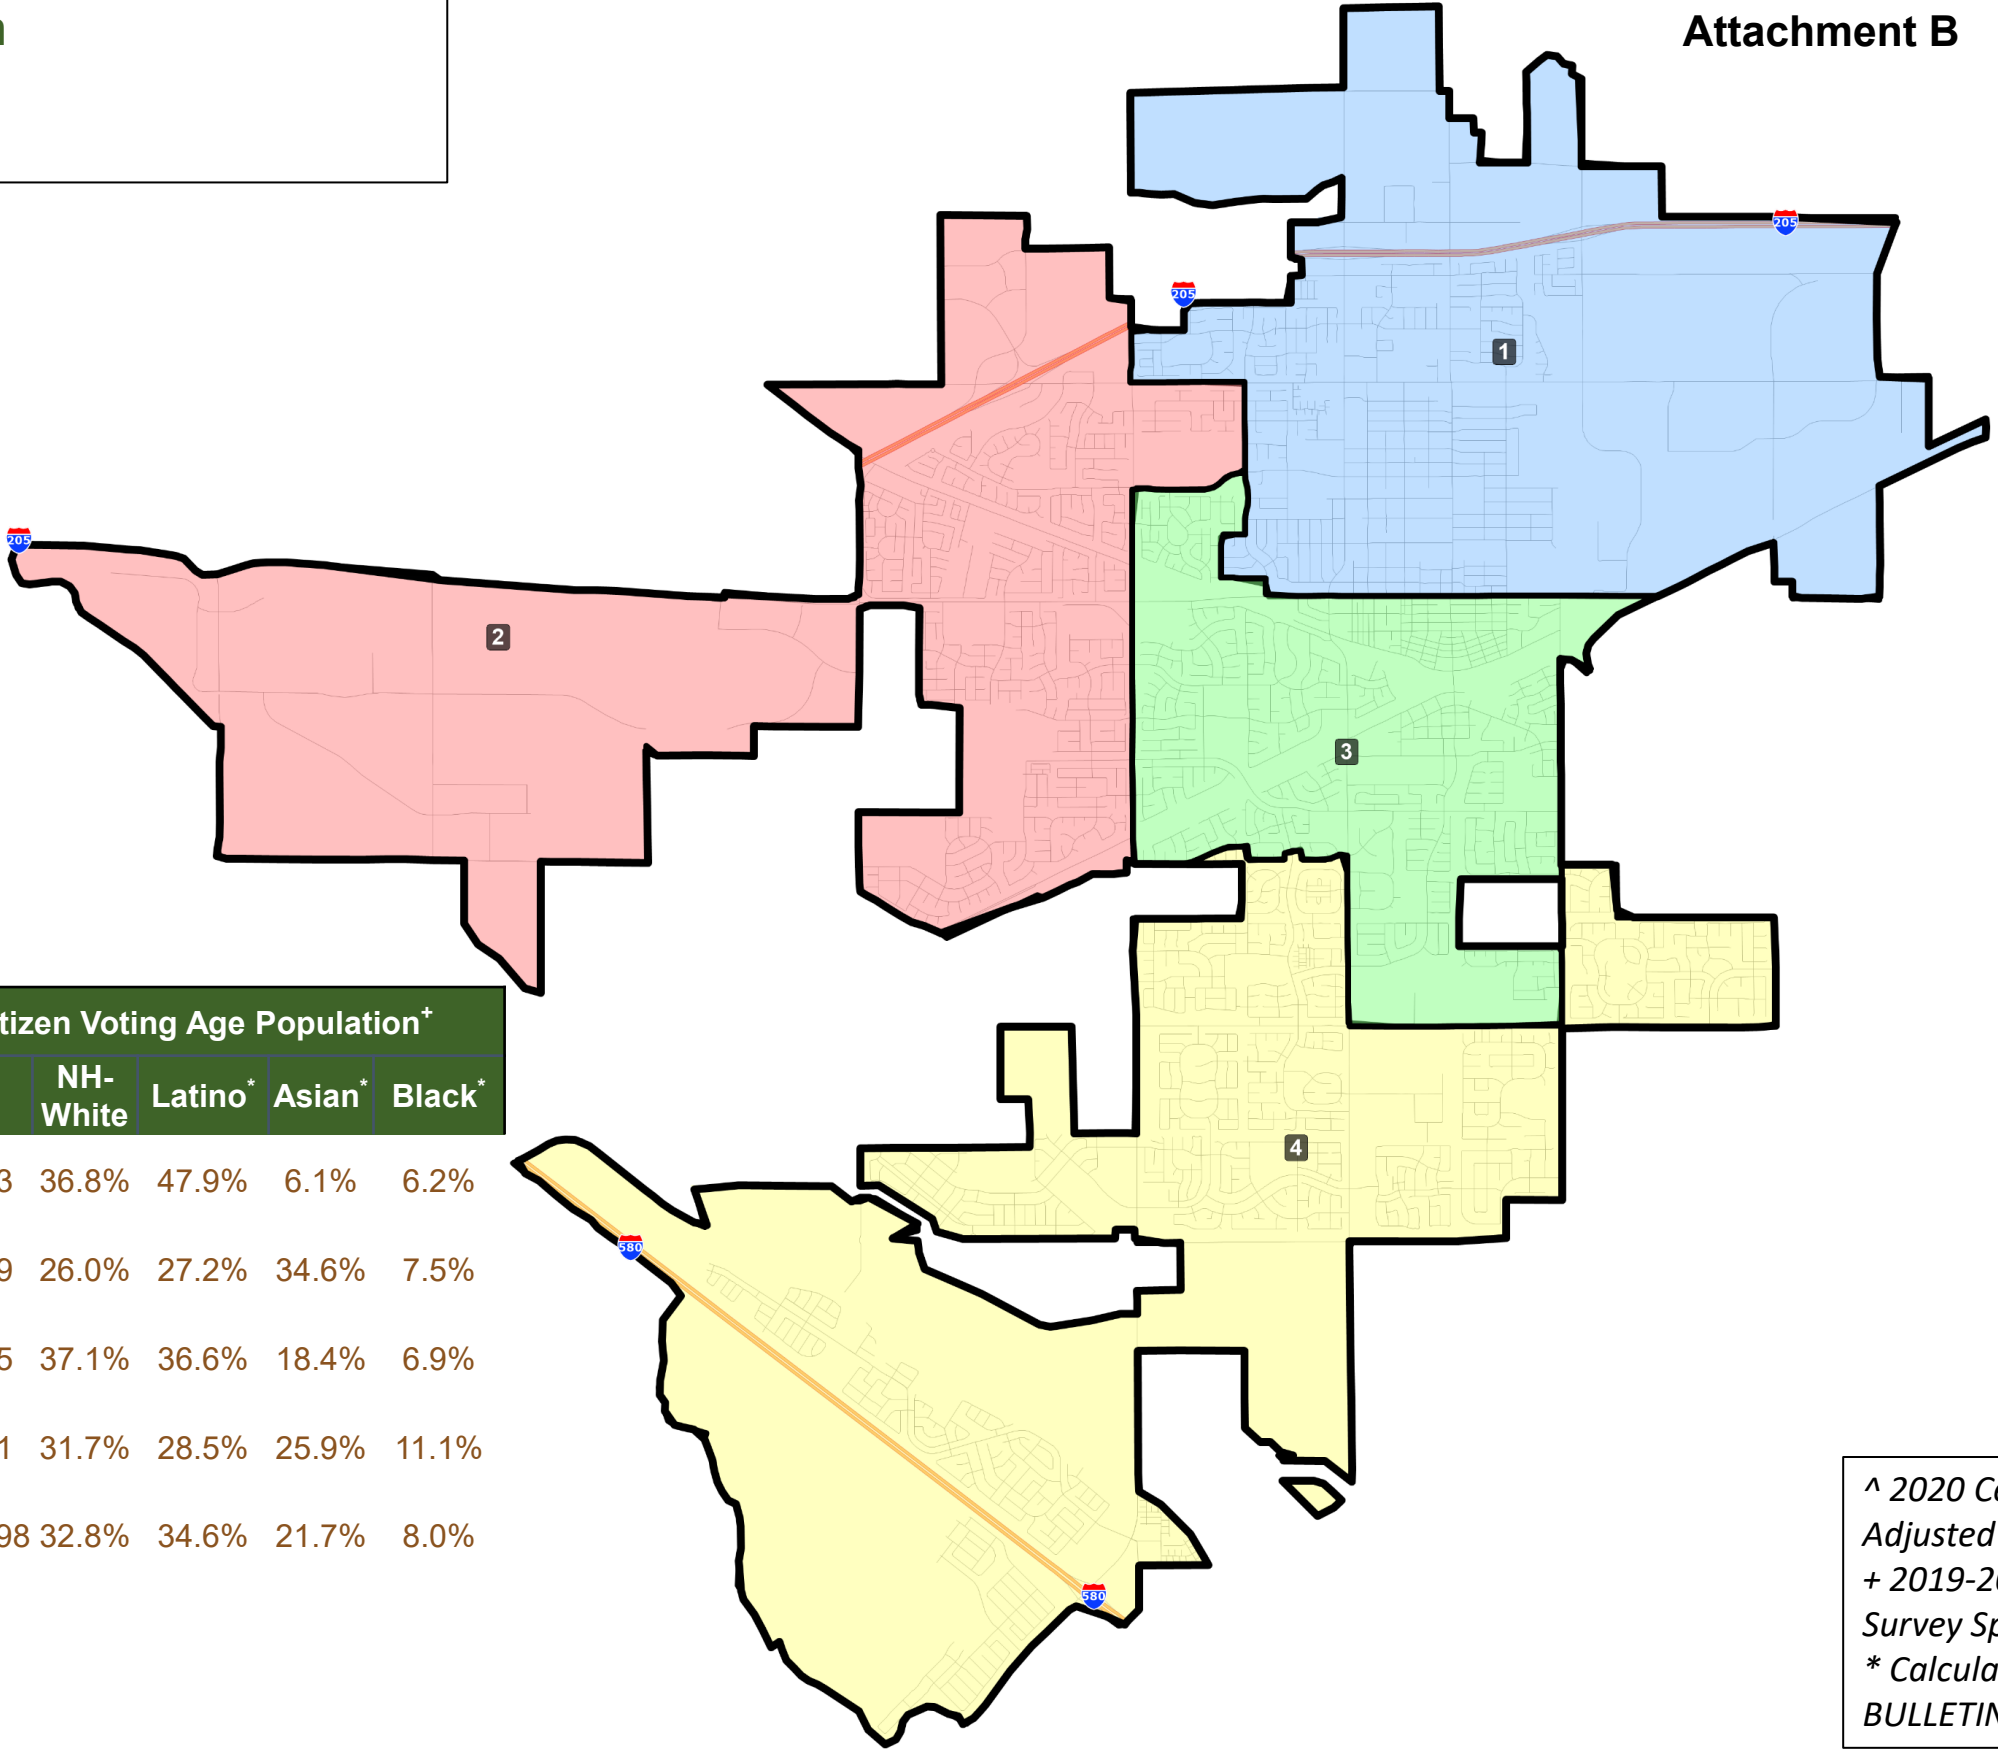 Attachment B
205
205
1
205
2
3
tizen Voting Age Population+
NH-White Latino* Asian* Black*
3 36.8% 47.9% 6.1% 6.2%
9 26.0% 27.2% 34.6% 7.5%
5 37.1% 36.6% 18.4% 6.9%
1 31.7% 28.5% 25.9% 11.1%
98 32.8% 34.6% 21.7% 8.0%
4
580
580
^ 2020 Ce
Adjusted
+ 2019-20
Survey Sp
* Calcula
BULLETIN